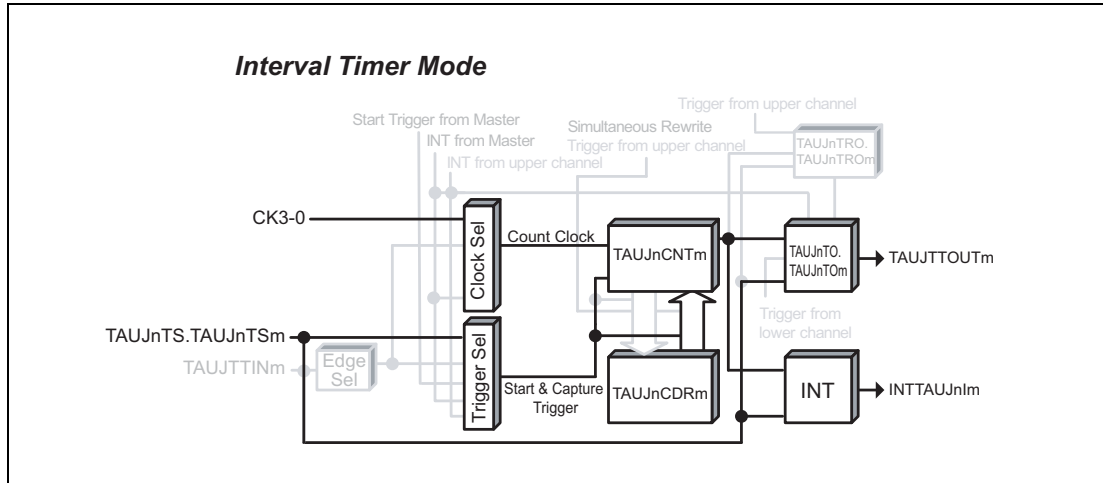 Interval Timer Mode
Trigger from upper channel
Start Trigger from Master
Simultaneous Rewrite
INT from Master
Trigger from upper channel
INT from upper channel
TAUJnTRO.
TAUJnTROm
CK3-0
Clock Sel
Count Clock
TAUJnCNTm
TAUJnTO.
TAUJnTOm
TAUJTTOUTm
Trigger from
lower channel
TAUJnTS.TAUJnTSm
TAUJTTINm
Edge
Sel
Trigger Sel
Start & Capture
Trigger
TAUJnCDRm
INT
INTTAUJnIm